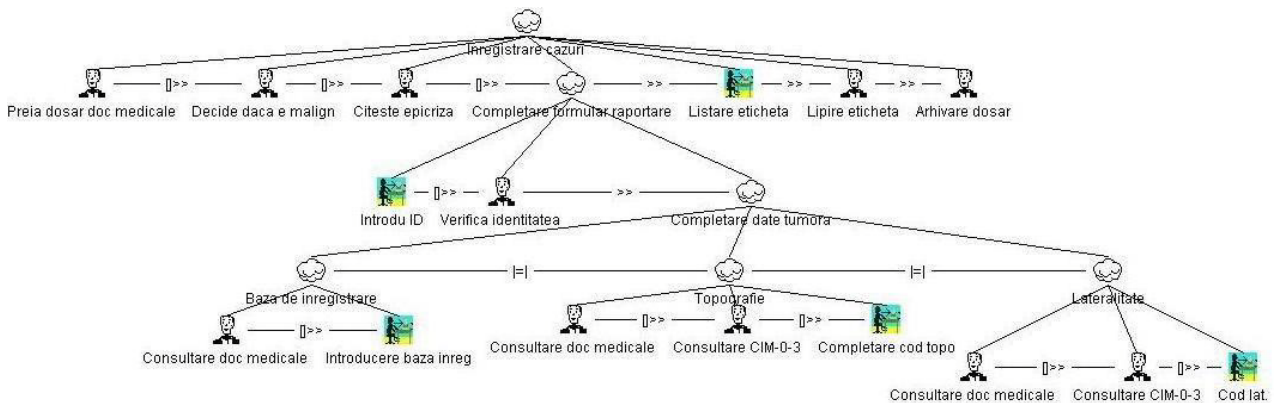 Inregistrare cazuri
[]>> []>> []>> >> >> >>
Preia dosar doc medicale Decide daca e malign Citeste epicriza Completare formular raportare Listare eticheta Lipire eticheta Arhivare dosar
[]>> >>
Introdu ID Verifica identitatea Completare date tumora
|=| |=|
Baza de inregistrare Topografie Lateralitate
[]>> []>> []>>
Consultare doc medicale Introducere baza inreg Consultare doc medicale Consultare CIM-0-3 Completare cod topo
[]>> []>>
Consultare doc medicale Consultare CIM-0-3 Cod lat.